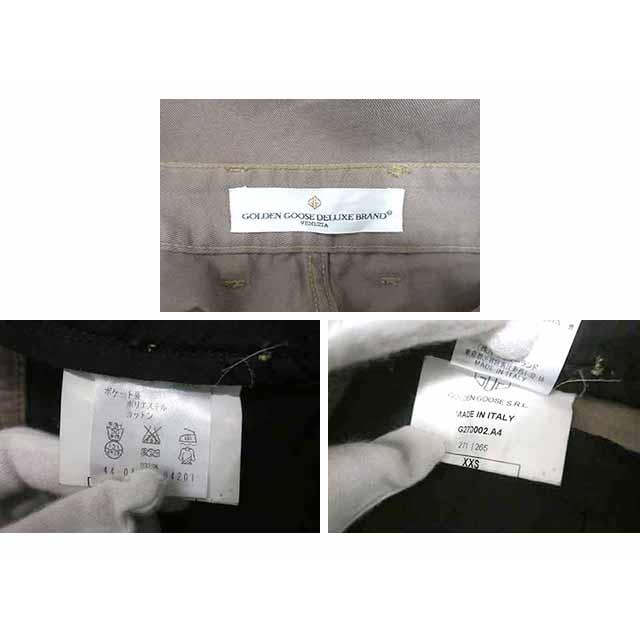 GOLDEN GOOSE DELUXE BRAND®
VENEZIA
ポケット
ポリエステル
コットン
MADE IN ITALY
GOLDEN GOOSE S.R.L.
MADE IN ITALY
G27D002.A4
271 / 265
XXS